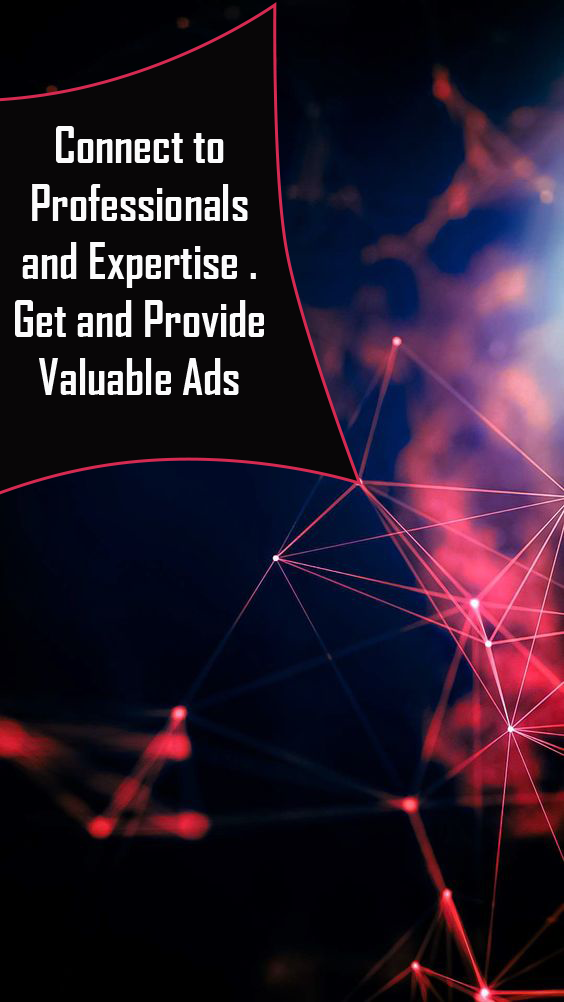 Connect to
Professionals
and Expertise .
Get and Provide
Valuable Ads